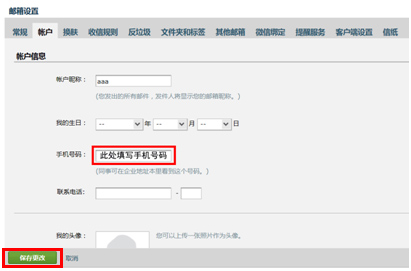 邮箱设置
常规 帐户 换肤 收信规则 反垃圾 文件夹和标签 其他邮箱 微信绑定 提醒服务 客户端设置 信纸
帐户信息
帐户昵称： aaa
(您发出的所有邮件，发件人将显示您的邮箱昵称。)
我的生日： -- 年 -- 月 -- 日
手机号码： 此处填写手机号码
(同事可在企业地址本里看到这个号码。)
联系电话: -
我的头像： 您可以上传一张照片作为头像。
保存更改 取消